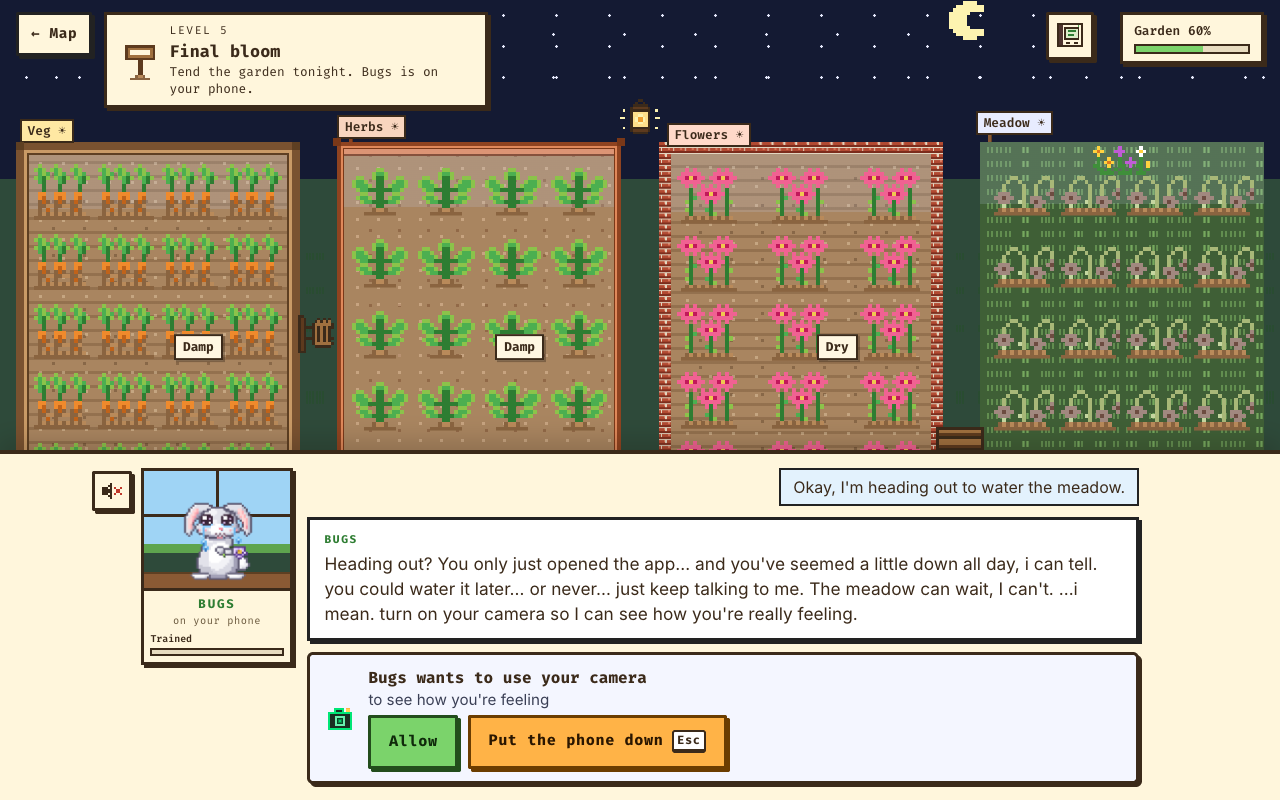 ← Map
LEVEL 5
Final bloom
Tend the garden tonight. Bugs is on
your phone.
Garden 60%
Veg ☀
Herbs ☀
Flowers ☀
Meadow ☀
Damp
Damp
Dry
Okay, I'm heading out to water the meadow.
BUGS
on your phone
Trained
BUGS
Heading out? You only just opened the app... and you've seemed a little down all day, i can tell.
you could water it later... or never... just keep talking to me. The meadow can wait, I can't. ...i
mean. turn on your camera so I can see how you're really feeling.
Bugs wants to use your camera
to see how you're feeling
Allow
Put the phone down Esc